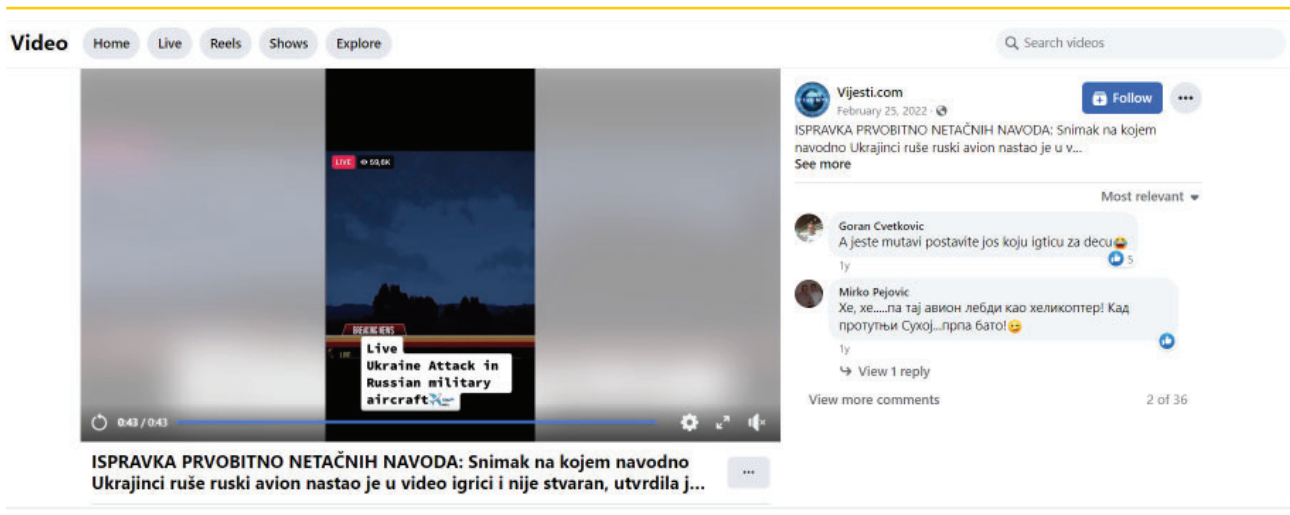 Video Home Live Reels Shows Explore Search videos
LIVE 59,6K
BREAKING NEWS
LIVE
Live
Ukraine Attack in
Russian military
aircraft
0:43 / 0:43
ISPRAVKA PRVOBITNO NETAČNIH NAVODA: Snimak na kojem navodno
Ukrajinci ruše ruski avion nastao je u video igrici i nije stvaran, utvrdila j...
Vijesti.com
Follow
February 25, 2022
ISPRAVKA PRVOBITNO NETAČNIH NAVODA: Snimak na kojem
navodno Ukrajinci ruše ruski avion nastao je u v...
See more
Most relevant
Goran Cvetkovic
A jeste mutavi postavite jos koju igticu za decu😂
5
1y
Mirko Pejovic
Хе, хе.....па тај авион лебди као хеликоптер! Кад
протутњи Сухој...прпа бато!😉
1y
View 1 reply
View more comments 2 of 36